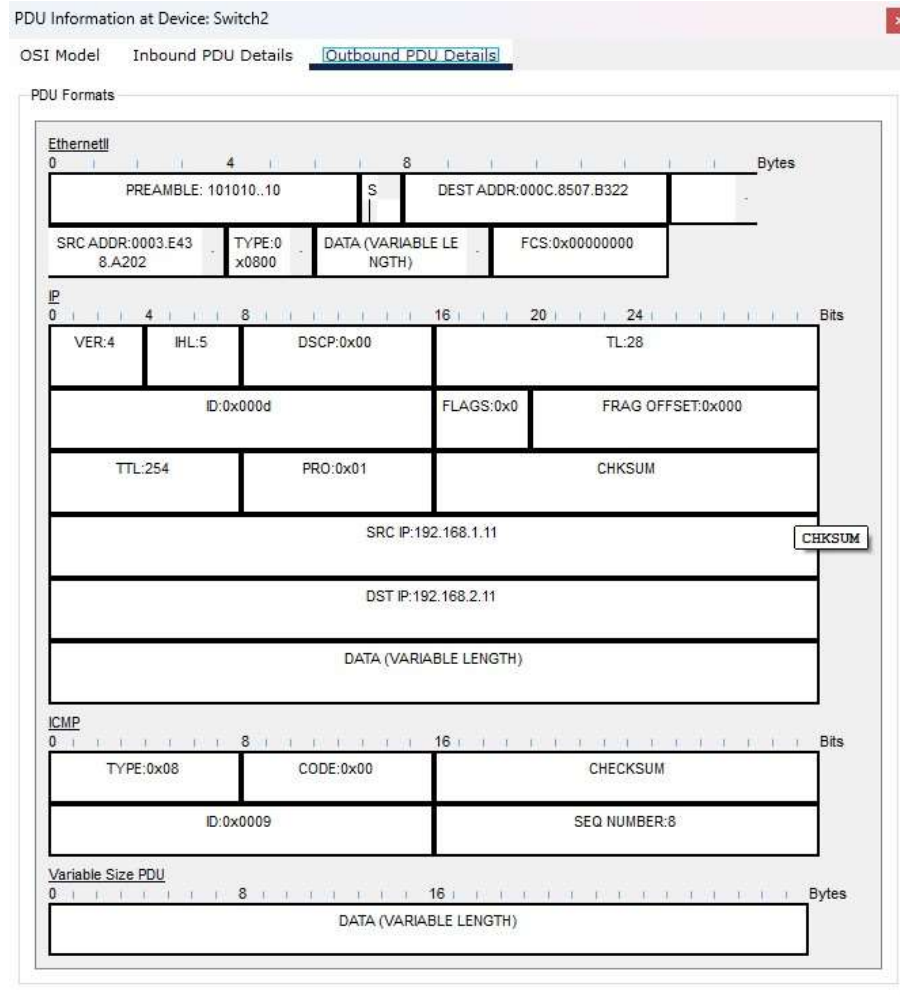 PDU Information at Device: Switch2
x
OSI Model Inbound PDU Details Outbound PDU Details
PDU Formats
EthernetII
0 4 8 Bytes
PREAMBLE: 101010..10 S DEST ADDR:000C.8507.B322
SRC ADDR:0003.E43 TYPE:0 DATA (VARIABLE LE FCS:0x00000000
8.A202 x0800 NGTH)
IP
0 4 8 16 20 24 Bits
VER:4 IHL:5 DSCP:0x00 TL:28
ID:0x000d FLAGS:0x0 FRAG OFFSET:0x000
TTL:254 PRO:0x01 CHKSUM
SRC IP:192.168.1.11
CHKSUM
DST IP:192.168.2.11
DATA (VARIABLE LENGTH)
ICMP
0 8 16 Bits
TYPE:0x08 CODE:0x00 CHECKSUM
ID:0x0009 SEQ NUMBER:8
Variable Size PDU
0 8 16 Bytes
DATA (VARIABLE LENGTH)